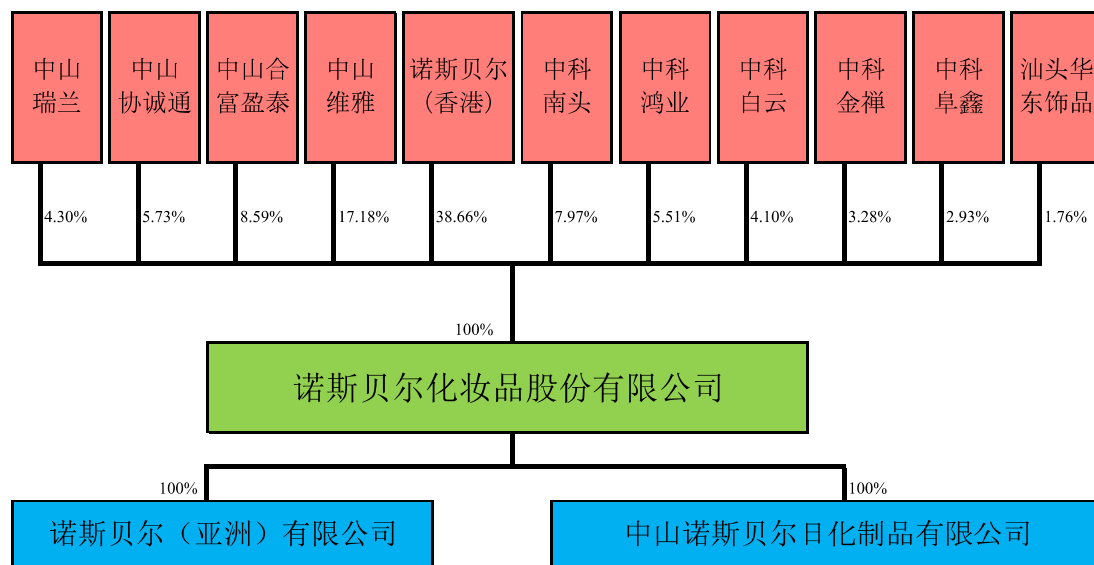 中山
瑞兰
中山
协诚通
中山合
富盈泰
中山
维雅
诺斯贝尔
(香港)
中科
南头
中科
鸿业
中科
白云
中科
金禅
中科
阜鑫
汕头华
东饰品
4.30%
5.73%
8.59%
17.18%
38.66%
7.97%
5.51%
4.10%
3.28%
2.93%
1.76%
100%
诺斯贝尔化妆品股份有限公司
100%
100%
诺斯贝尔（亚洲）有限公司
中山诺斯贝尔日化制品有限公司